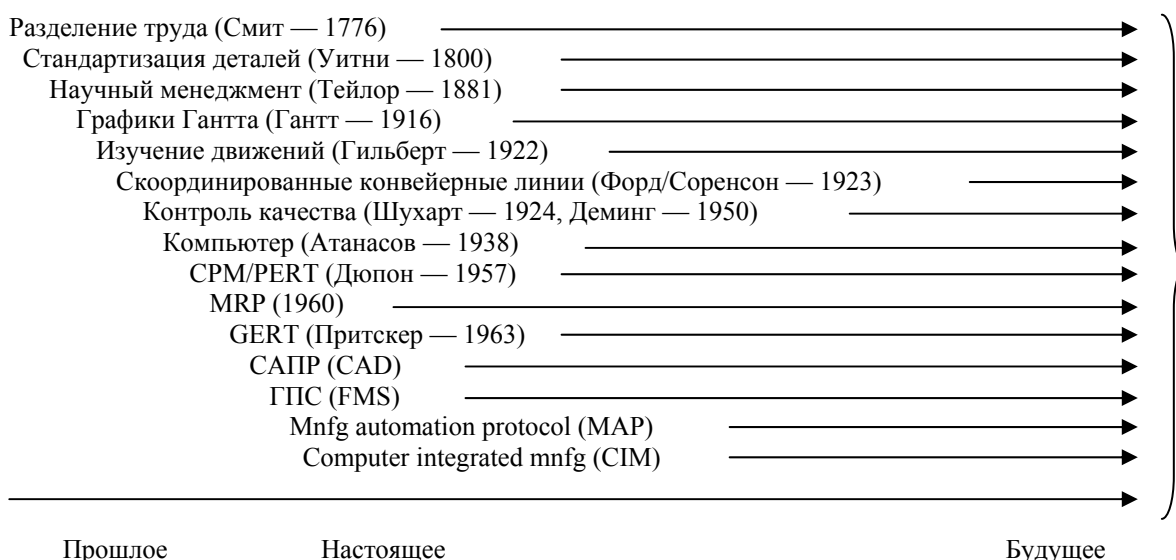 Разделение труда (Смит — 1776)
Стандартизация деталей (Уитни — 1800)
Научный менеджмент (Тейлор — 1881)
Графики Гантта (Гантт — 1916)
Изучение движений (Гильберт — 1922)
Скоординированные конвейерные линии (Форд/Соренсон — 1923)
Контроль качества (Шухарт — 1924, Деминг — 1950)
Компьютер (Атанасов — 1938)
CPM/PERT (Дюпон — 1957)
MRP (1960)
GERT (Притскер — 1963)
САПР (CAD)
ГПС (FMS)
Mnfg automation protocol (MAP)
Computer integrated mnfg (CIM)
Прошлое Настоящее Будущее